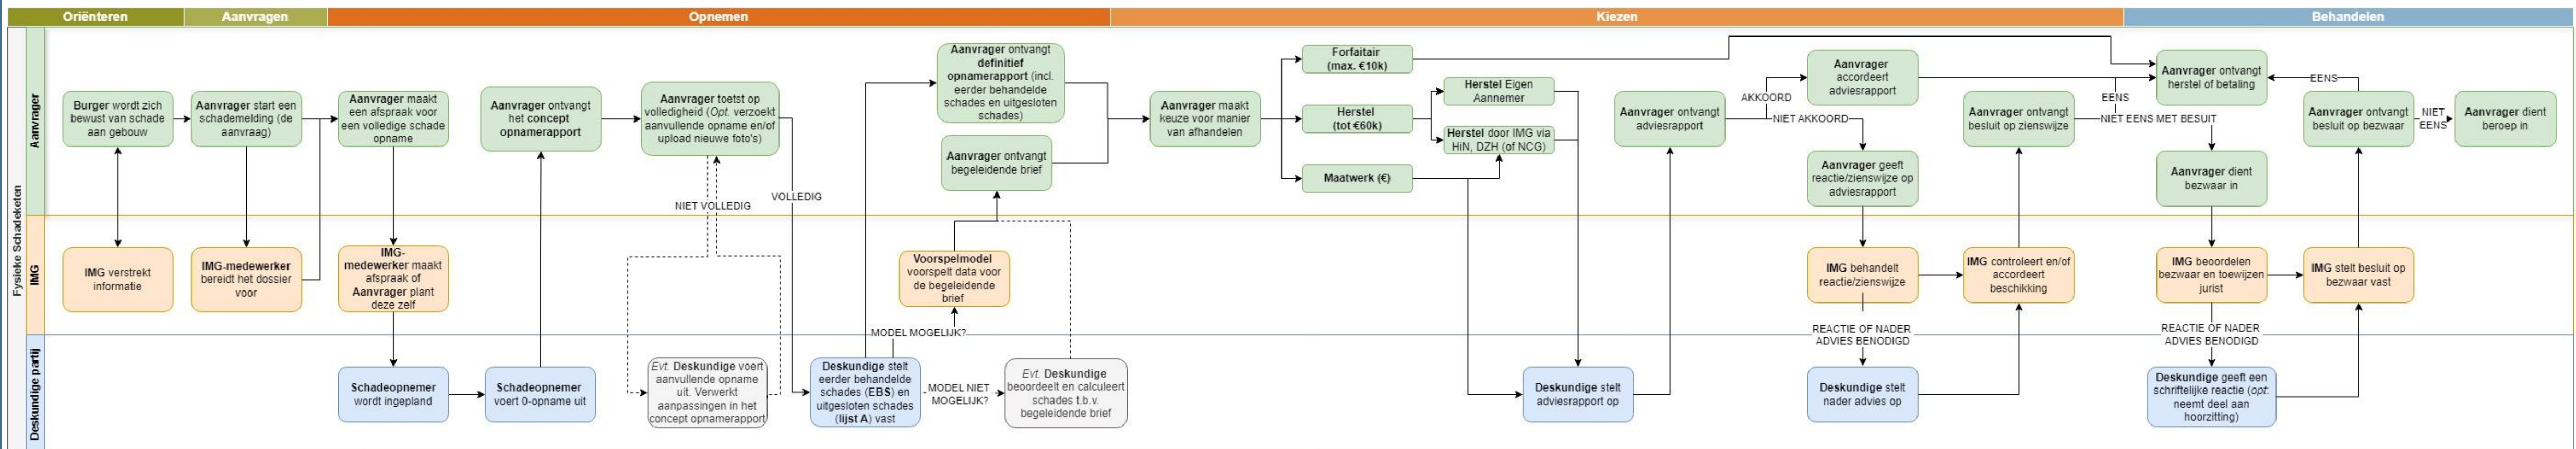 Oriënteren
Aanvragen
Opnemen
Kiezen
Behandelen
Fysieke Schadeketen
Aanvrager
IMG
Deskundige partij
Burger wordt zich
bewust van schade
aan gebouw
Aanvrager start een
schademelding (de
aanvraag)
Aanvrager maakt
een afspraak voor
een volledige schade
opname
Aanvrager ontvangt
het concept
opnamerapport
Aanvrager toetst op
volledigheid (Opt. verzoekt
aanvullende opname en/of
upload nieuwe foto's)
NIET VOLLEDIG
VOLLEDIG
Aanvrager ontvangt
definitief
opnamerapport (incl.
eerder behandelde
schades en uitgesloten
schades)
Aanvrager ontvangt
begeleidende brief
Aanvrager maakt
keuze voor manier
van afhandelen
Forfaitair
(max. €10k)
Herstel
(tot €60k)
Maatwerk (€)
Herstel Eigen
Aannemer
Herstel door IMG via
HiN, DZH (of NCG)
Aanvrager ontvangt
adviesrapport
AKKOORD
NIET AKKOORD
Aanvrager
accordeert
adviesrapport
Aanvrager geeft
reactie/zienswijze op
adviesrapport
EENS
Aanvrager ontvangt
besluit op zienswijze
NIET EENS MET BESUIT
Aanvrager ontvangt
herstel of betaling
Aanvrager dient
bezwaar in
EENS
Aanvrager ontvangt
besluit op bezwaar
NIET
EENS
Aanvrager dient
beroep in
IMG verstrekt
informatie
IMG-medewerker
bereidt het dossier
voor
IMG-
medewerker maakt
afspraak of
Aanvrager plant
deze zelf
Voorspelmodel
voorspelt data voor
de begeleidende
brief
MODEL MOGELIJK?
IMG behandelt
reactie/zienswijze
IMG controleert en/of
accordeert
beschikking
IMG beoordelen
bezwaar en toewijzen
jurist
IMG stelt besluit op
bezwaar vast
REACTIE OF NADER
ADVIES BENODIGD
REACTIE OF NADER
ADVIES BENODIGD
Schadeopnemer
wordt ingepland
Schadeopnemer
voert 0-opname uit
Evt. Deskundige voert
aanvullende opname
uit. Verwerkt
aanpassingen in het
concept opnamerapport
Deskundige stelt
eerder behandelde
schades (EBS) en
uitgesloten schades
(lijst A) vast
MODEL NIET
MOGELIJK?
Evt. Deskundige
beoordeelt en calculeert
schades t.b.v.
begeleidende brief
Deskundige stelt
adviesrapport op
Deskundige stelt
nader advies op
Deskundige geeft een
schriftelijke reactie (opt:
neemt deel aan
hoorzitting)